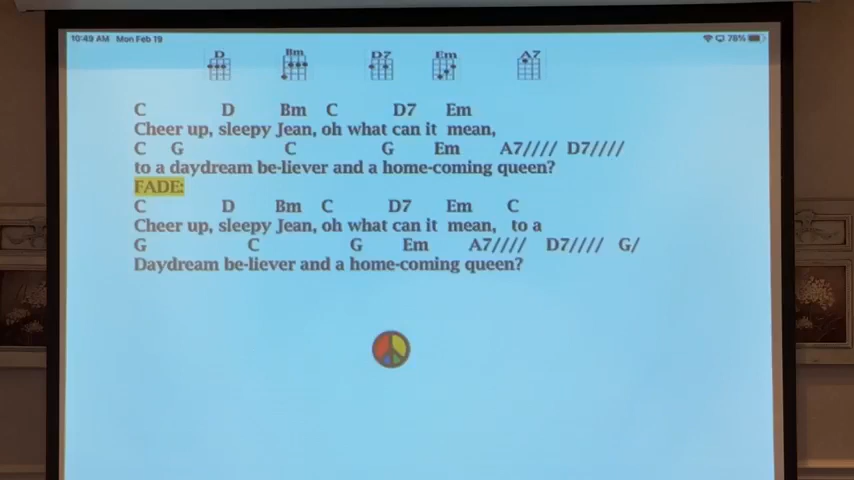 10:49 AM Mon Feb 19 78%
D Bm D7 Em A7
C D Bm C D7 Em
Cheer up, sleepy Jean, oh what can it mean,
C G C G Em A7//// D7////
to a daydream be-liever and a home-coming queen?
FADE:
C D Bm C D7 Em C
Cheer up, sleepy Jean, oh what can it mean, to a
G C G Em A7//// D7//// G/
Daydream be-liever and a home-coming queen?